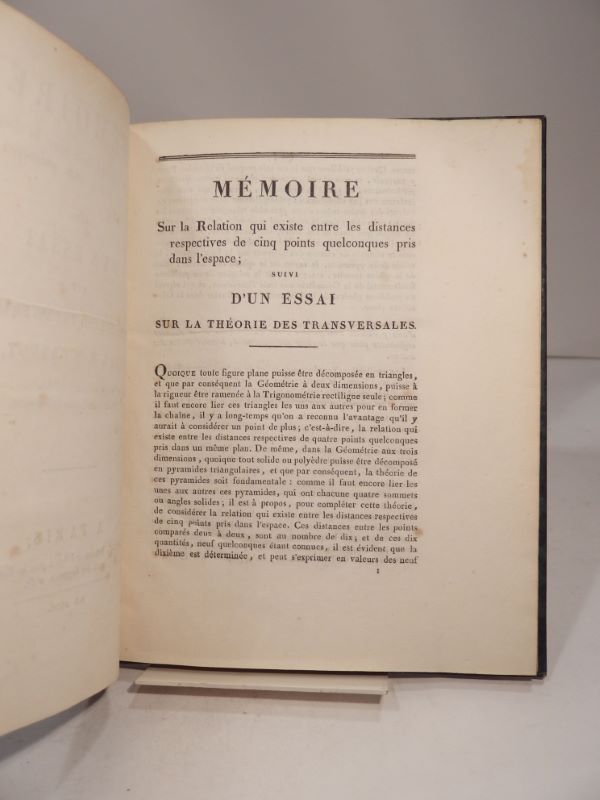 MÉMOIRE
Sur la Relation qui existe entre les distances
respectives de cinq points quelconques pris
dans l'espace;
SUIVI
D'UN ESSAI
SUR LA THÉORIE DES TRANSVERSALES.
QUOIQUE toute figure plane puisse être décomposée en triangles,
et que par conséquent la Géométrie à deux dimensions, puisse à
la rigueur être ramenée à la Trigonométrie rectiligne seule; comme
il faut encore lier ces triangles les uns aux autres pour en former
la chaîne, il y a long-temps qu'on a reconnu l'avantage qu'il y
aurait à considérer un point de plus; c'est-à-dire, la relation qui
existe entre les distances respectives de quatre points quelconques
pris dans un même plan. De même, dans la Géométrie aux trois
dimensions, quoique tout solide ou polyèdre puisse être décomposé
en pyramides triangulaires, et que par conséquent, la théorie de
ces pyramides soit fondamentale: comme il faut encore lier les
unes aux autres ces pyramides, qui ont chacune quatre sommets
ou angles solides; il est à propos, pour compléter cette théorie,
de considérer la relation qui existe entre les distances respectives
de cinq points pris dans l'espace. Ces distances entre les points
comparés deux à deux, sont au nombre de dix; et de ces dix
quantités, neuf quelconques étant connues, il est évident que la
dixième est déterminée, et peut s'exprimer en valeurs des neuf
1